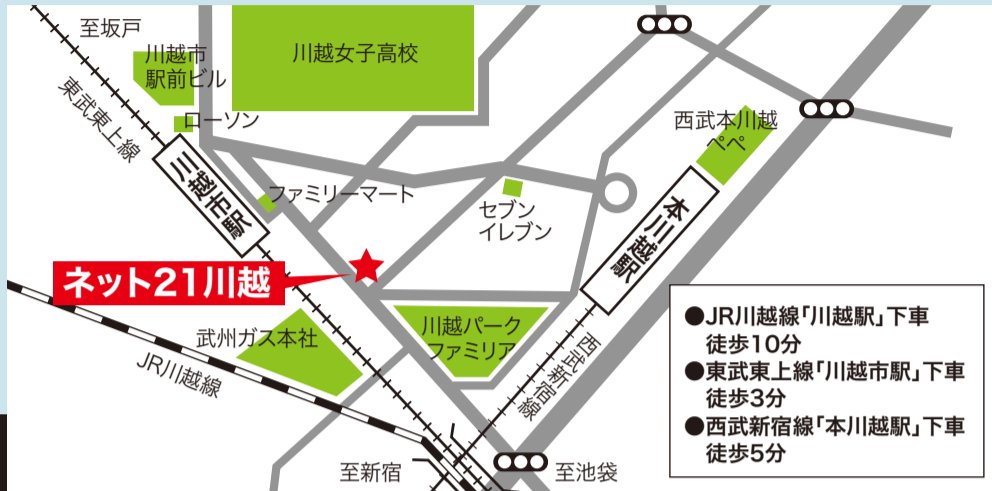 至坂戸
川越市
駅前ビル
川越女子高校
東武東上線
ローソン
西武本川越
ペペ
川越市駅
ファミリーマート
セブン
イレブン
本川越駅
ネット21川越
武州ガス本社
川越パーク
ファミリア
JR川越線
西武新宿線
至新宿
至池袋
●JR川越線「川越駅」下車
徒歩10分
●東武東上線「川越市駅」下車
徒歩3分
●西武新宿線「本川越駅」下車
徒歩5分